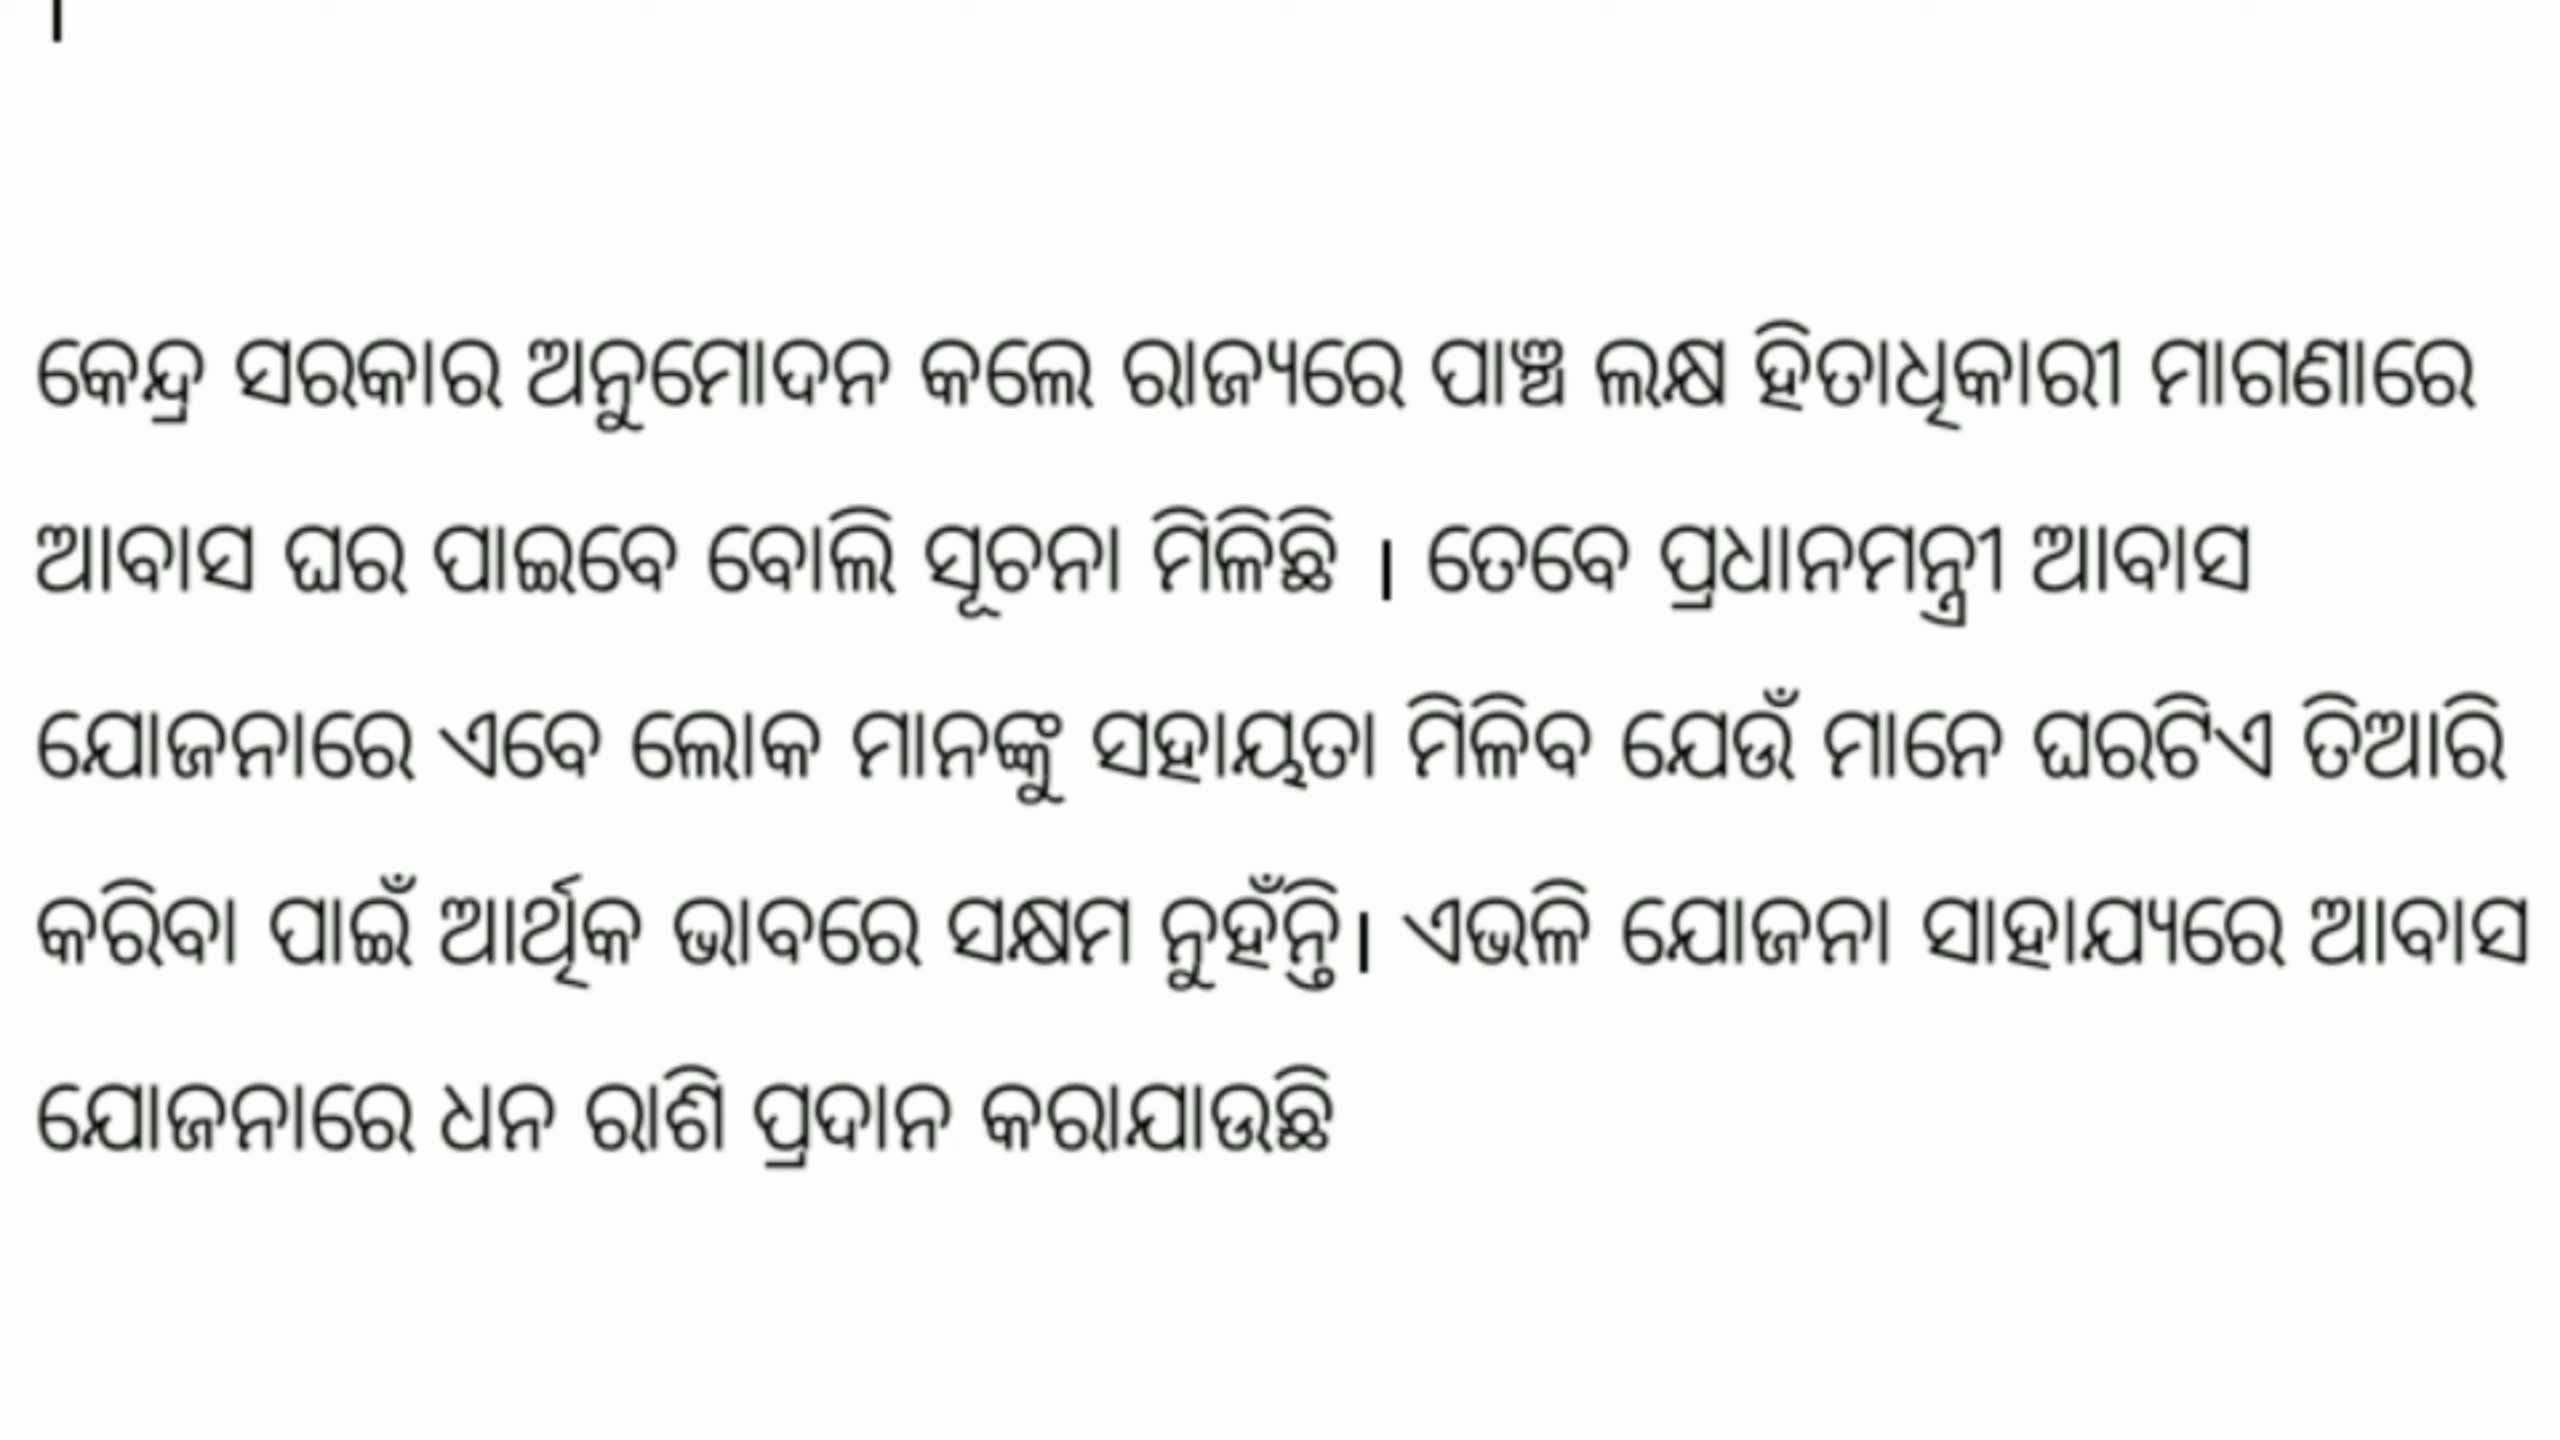 ।
କେନ୍ଦ୍ର ସରକାର ଅନୁମୋଦନ କଲେ ରାଜ୍ୟରେ ପାଞ୍ଚ ଲକ୍ଷ ହିତାଧିକାରୀ ମାଗଣାରେ
ଆବାସ ଘର ପାଇବେ ବୋଲି ସୂଚନା ମିଳିଛି । ତେବେ ପ୍ରଧାନମନ୍ତ୍ରୀ ଆବାସ
ଯୋଜନାରେ ଏବେ ଲୋକ ମାନଙ୍କୁ ସହାୟତା ମିଳିବ ଯେଉଁ ମାନେ ଘରଟିଏ ତିଆରି
କରିବା ପାଇଁ ଆର୍ଥିକ ଭାବରେ ସକ୍ଷମ ନୁହଁନ୍ତି। ଏଭଳି ଯୋଜନା ସାହାଯ୍ୟରେ ଆବାସ
ଯୋଜନାରେ ଧନ ରାଶି ପ୍ରଦାନ କରାଯାଉଛି